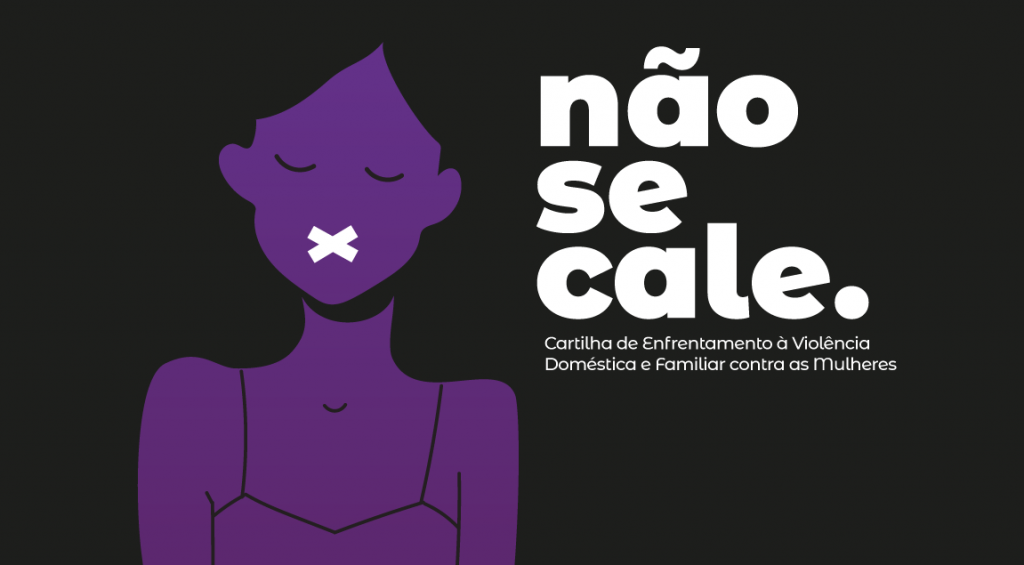 não
se
cale.
Cartilha de Enfrentamento à Violência
Doméstica e Familiar contra as Mulheres